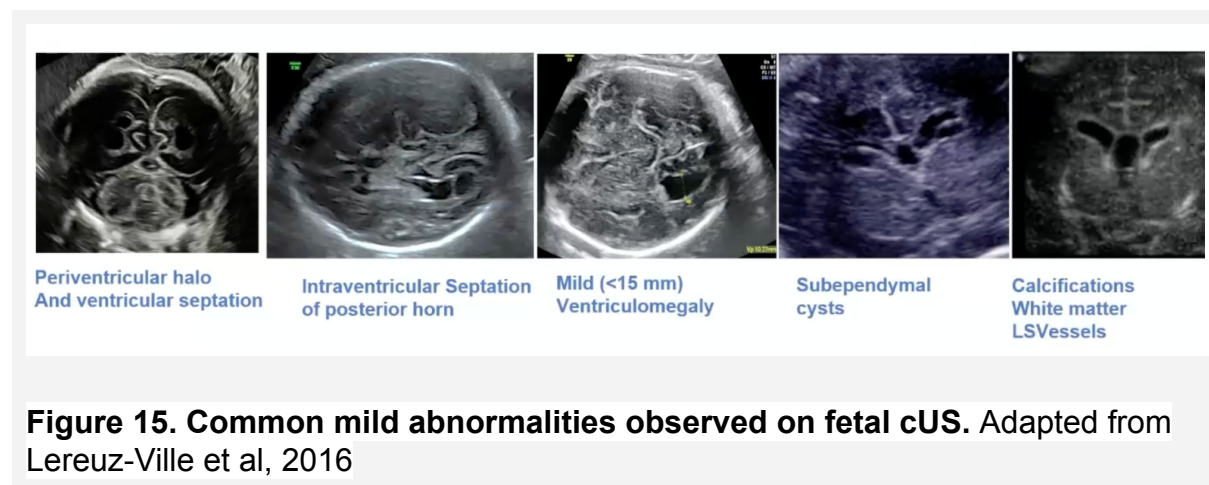 Periventricular halo
And ventricular septation
Intraventricular Septation
of posterior horn
Mild (<15 mm)
Ventriculomegaly
Subependymal
cysts
Calcifications
White matter
LSVessels
Figure 15. Common mild abnormalities observed on fetal cUS. Adapted from
Lereuz-Ville et al, 2016